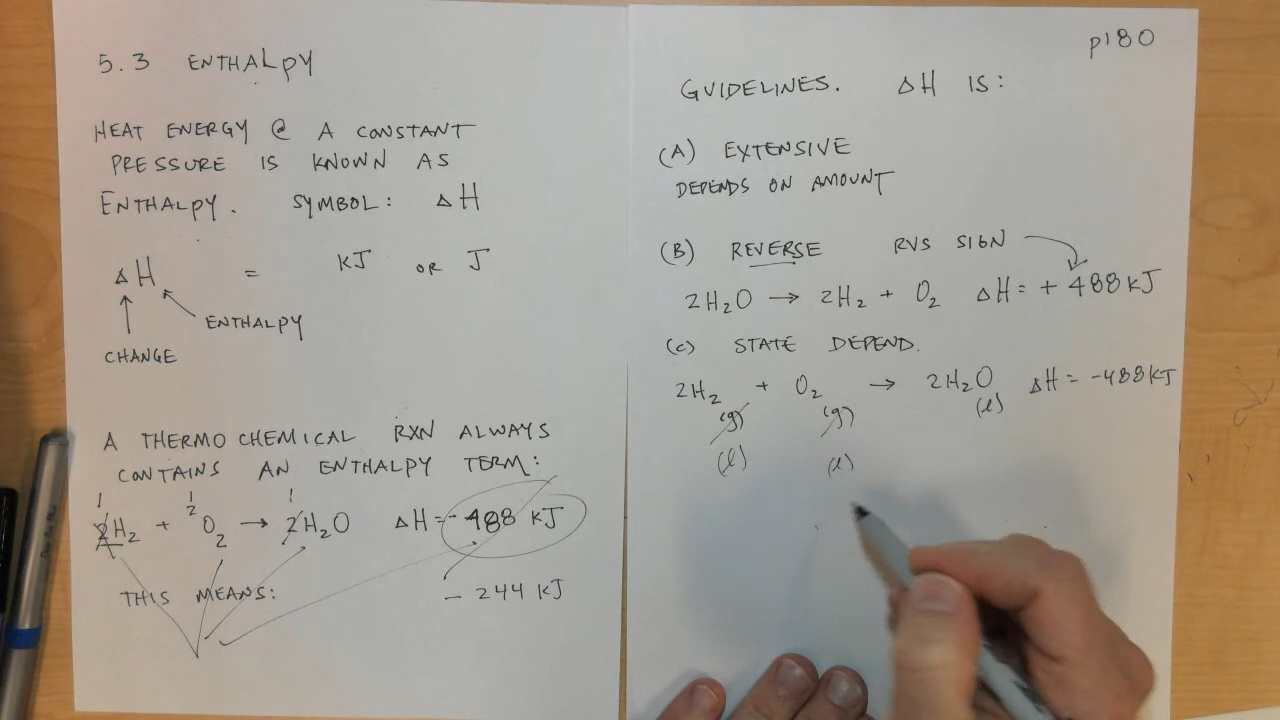 5.3 ENTHALPY
HEAT ENERGY @ A CONSTANT
PRESSURE IS KNOWN AS
ENTHALPY. SYMBOL: ΔH
ΔH = KJ OR J
ENTHALPY
CHANGE
A THERMOCHEMICAL RXN ALWAYS
CONTAINS AN ENTHALPY TERM:
1 1/2 1
2H₂ + O₂ → 2H₂O ΔH = -488 KJ
THIS MEANS: - 244 KJ
p180
GUIDELINES. ΔH IS:
(A) EXTENSIVE
DEPENDS ON AMOUNT
(B) REVERSE RVS SIGN
2H₂O → 2H₂ + O₂ ΔH = + 488 KJ
(C) STATE DEPEND.
2H₂ + O₂ → 2H₂O ΔH = -488KJ
(g) (g) (l)
(l) (l)